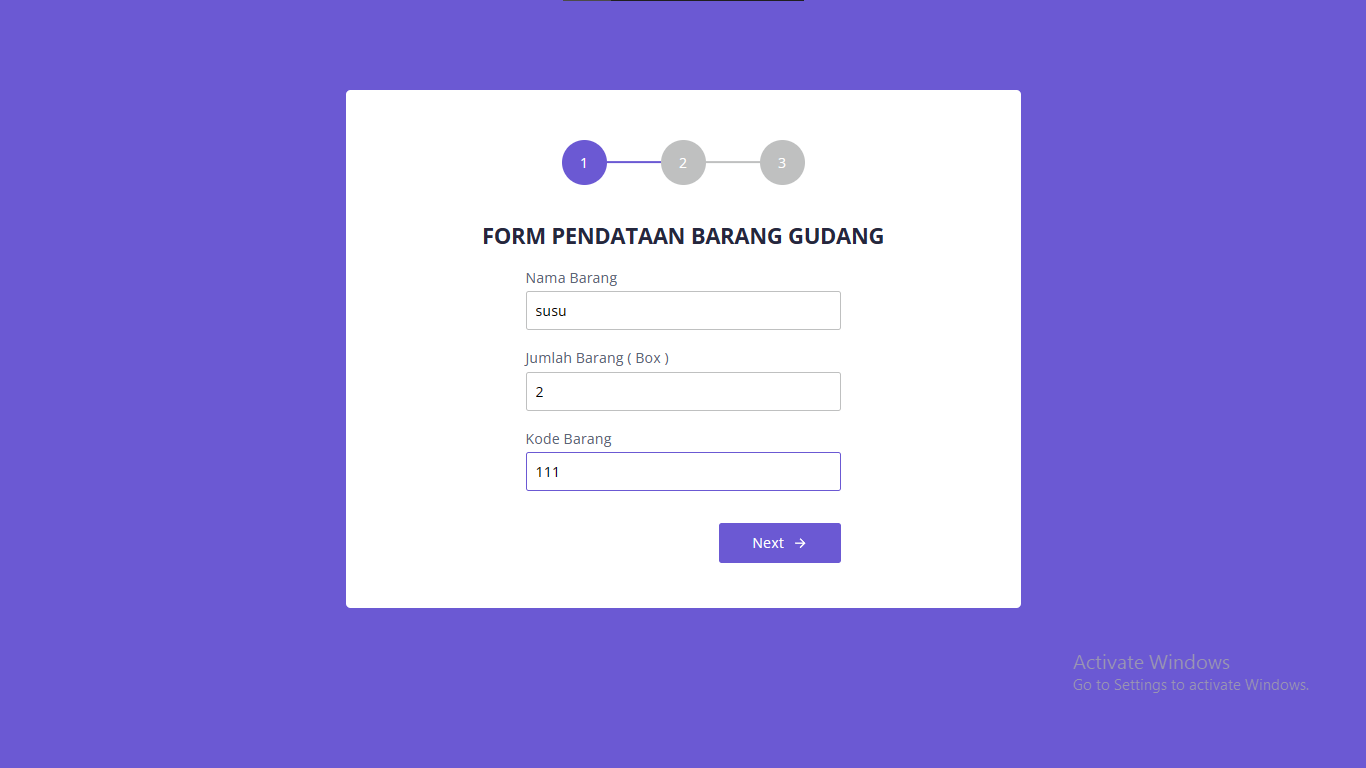 1 2 3
FORM PENDATAAN BARANG GUDANG
Nama Barang
susu
Jumlah Barang ( Box )
2
Kode Barang
111
Next →
Activate Windows
Go to Settings to activate Windows.